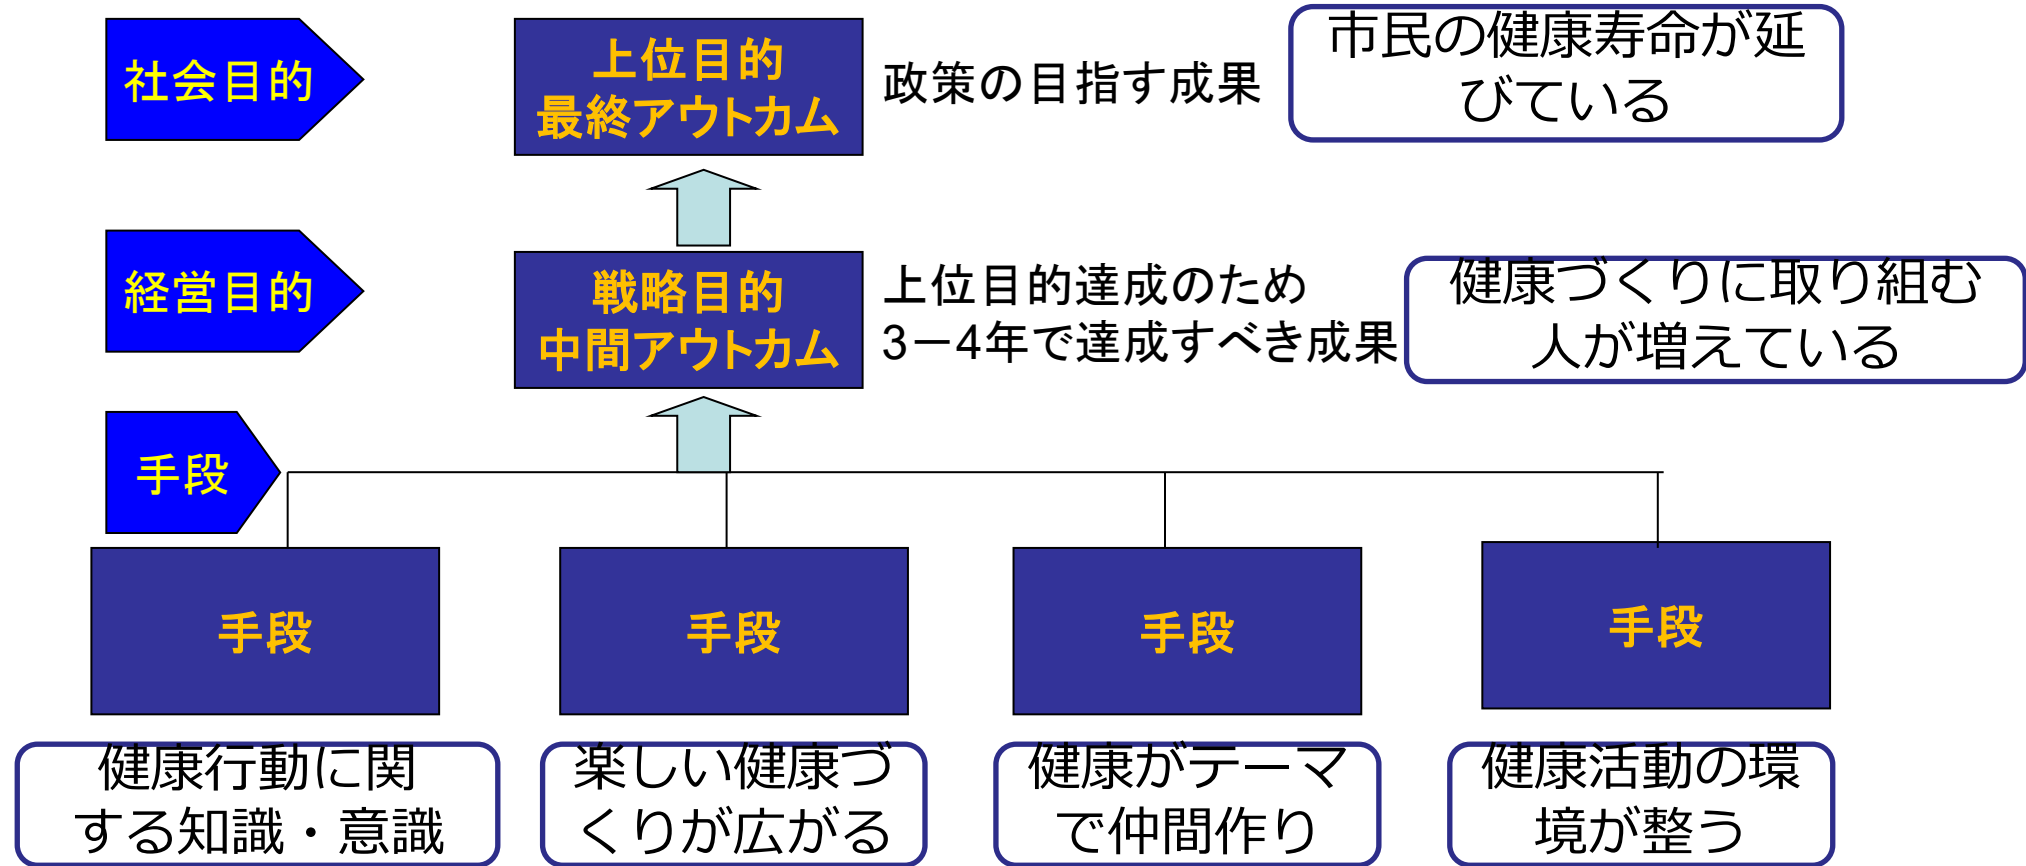 社会目的
上位目的
最終アウトカム
政策の目指す成果
市民の健康寿命が延
びている
経営目的
戦略目的
中間アウトカム
上位目的達成のため
3－4年で達成すべき成果
健康づくりに取り組む
人が増えている
手段
手段
手段
手段
手段
健康行動に関
する知識・意識
楽しい健康づ
くりが広がる
健康がテーマ
で仲間作り
健康活動の環
境が整う